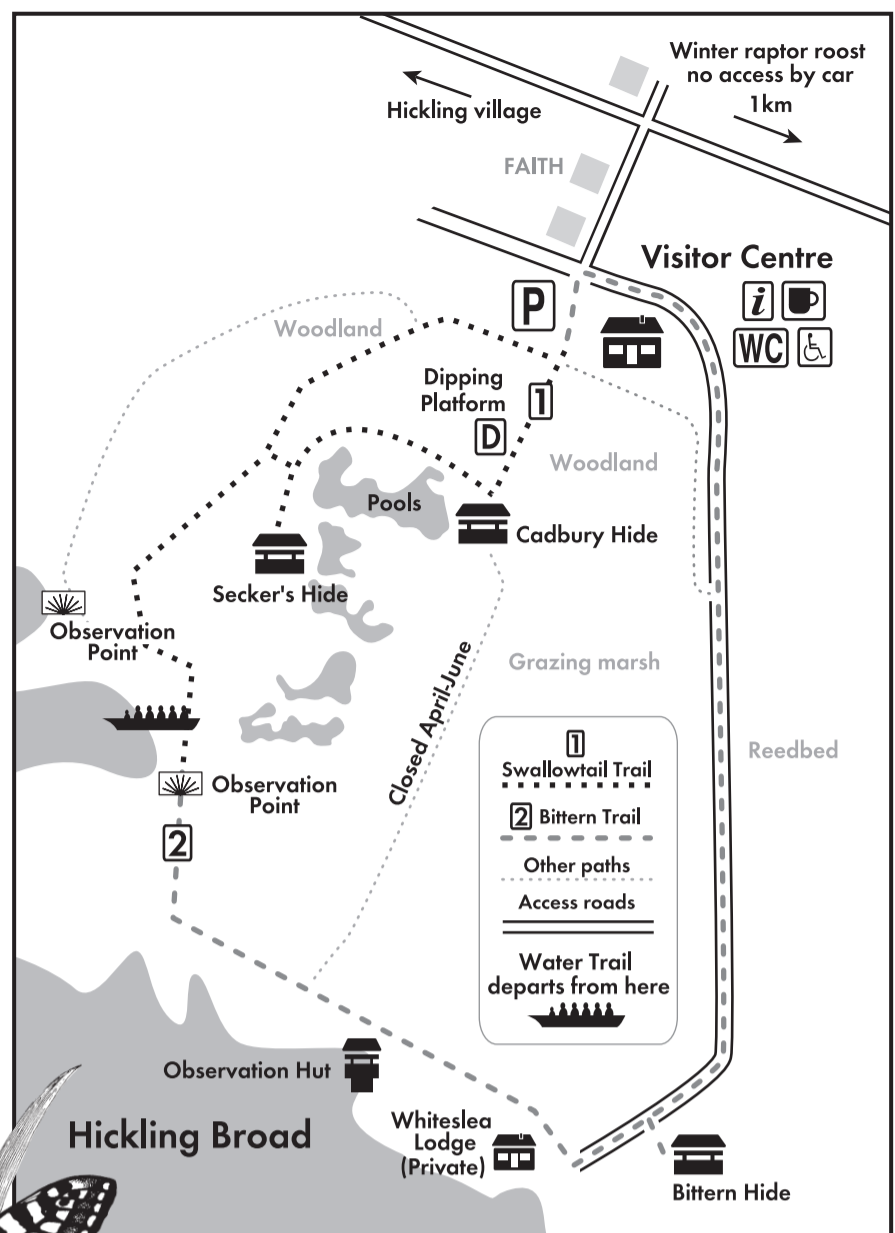 Winter raptor roost
no access by car
1km
Hickling village
FAITH
Visitor Centre
P
i
WC
Woodland
Dipping
Platform
1
D
Woodland
Pools
Cadbury Hide
Secker's Hide
Observation
Point
Grazing marsh
Closed April-June
Reedbed
Observation
Point
2
1
Swallowtail Trail
2 Bittern Trail
Other paths
Access roads
Water Trail
departs from here
Observation Hut
Hickling Broad
Whiteslea
Lodge
(Private)
Bittern Hide